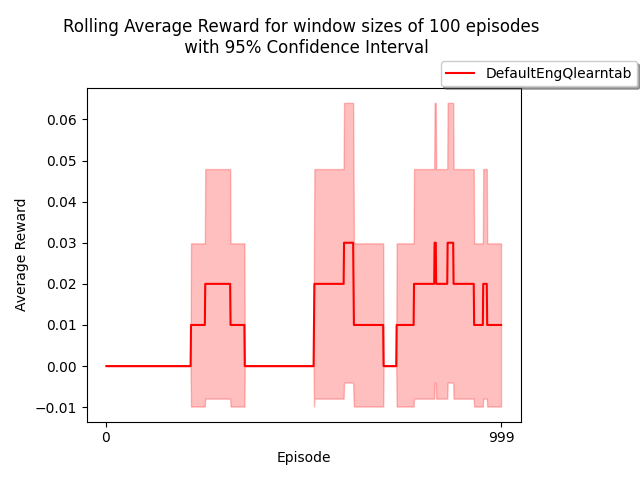 Rolling Average Reward for window sizes of 100 episodes
with 95% Confidence Interval
DefaultEngQlearntab
0.06
0.05
0.04
0.03
0.02
0.01
0.00
−0.01
Average Reward
0
999
Episode